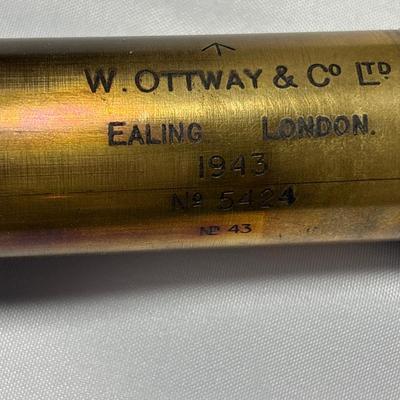 W. OTTWAY & Cº LTD.
EALING LONDON.
1943
Nº 5424
Nº 43